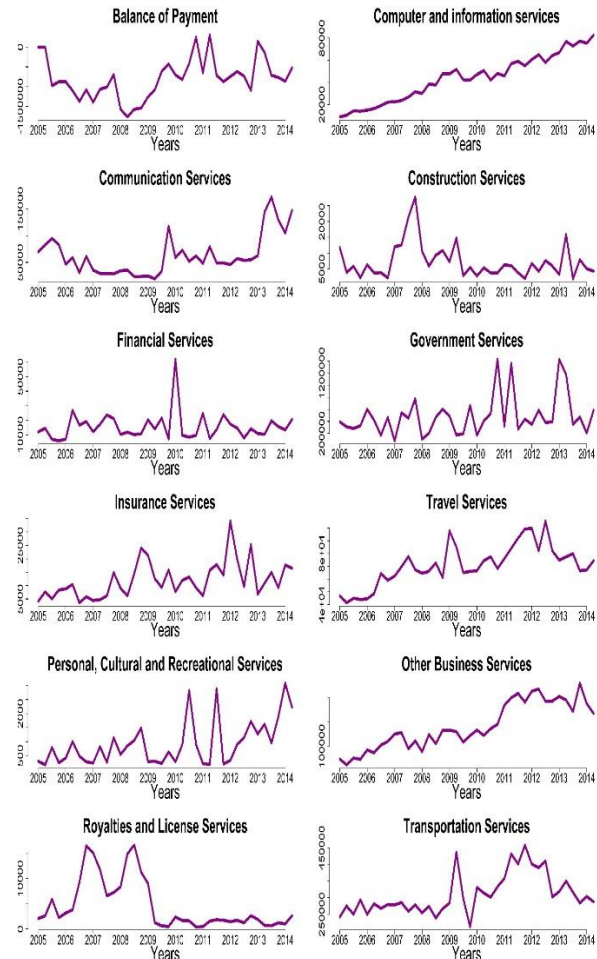 Balance of Payment
0
-1500000
2005 2006 2007 2008 2009 2010 2011 2012 2013 2014
Years
Computer and information services
80000
20000
2005 2006 2007 2008 2009 2010 2011 2012 2013 2014
Years
Communication Services
150000
50000
2005 2006 2007 2008 2009 2010 2011 2012 2013 2014
Years
Construction Services
20000
5000
2005 2006 2007 2008 2009 2010 2011 2012 2013 2014
Years
Financial Services
50000
10000
2005 2006 2007 2008 2009 2010 2011 2012 2013 2014
Years
Government Services
1200000
200000
2005 2006 2007 2008 2009 2010 2011 2012 2013 2014
Years
Insurance Services
25000
5000
2005 2006 2007 2008 2009 2010 2011 2012 2013 2014
Years
Travel Services
8e+01
4e+01
2005 2006 2007 2008 2009 2010 2011 2012 2013 2014
Years
Personal, Cultural and Recreational Services
2000
500
2005 2006 2007 2008 2009 2010 2011 2012 2013 2014
Years
Other Business Services
100000
2005 2006 2007 2008 2009 2010 2011 2012 2013 2014
Years
Royalties and License Services
10000
0
2005 2006 2007 2008 2009 2010 2011 2012 2013 2014
Years
Transportation Services
250000
2005 2006 2007 2008 2009 2010 2011 2012 2013 2014
Years